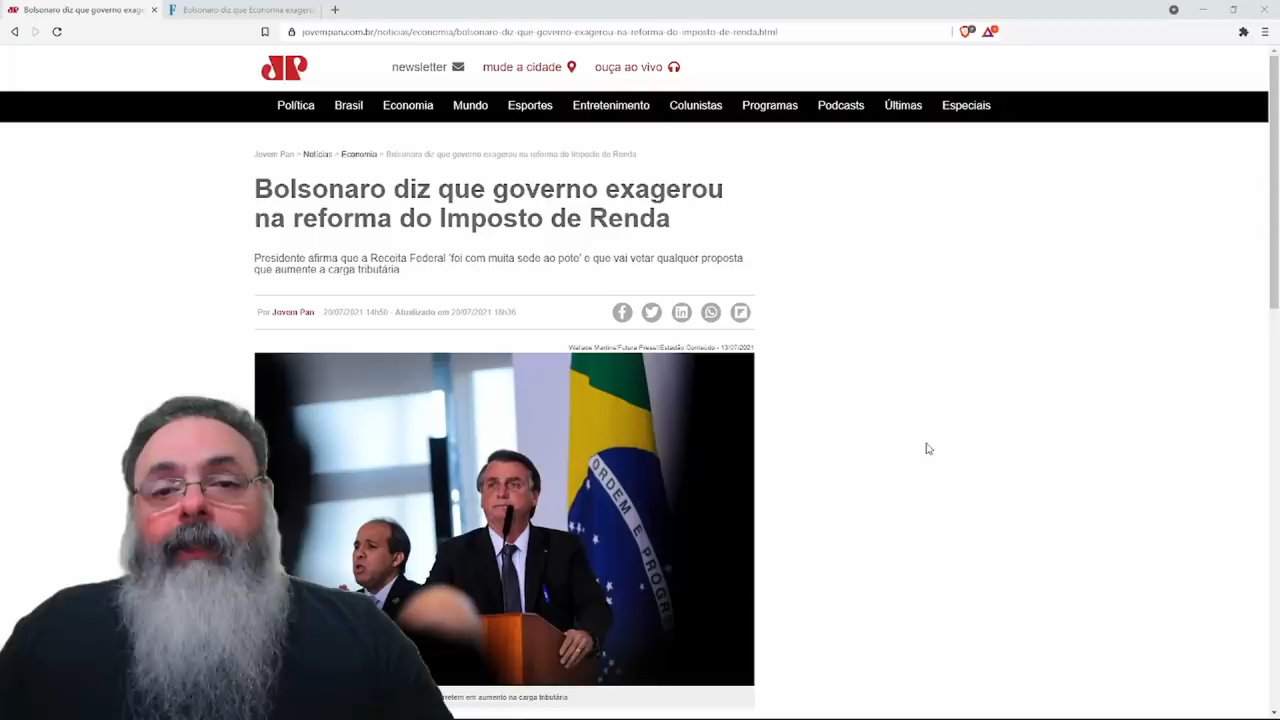 Bolsonaro diz que governo exage
Bolsonaro diz que Economia exagero
jovempan.com.br/noticias/economia/bolsonaro-diz-que-governo-exagerou-na-reforma-do-imposto-de-renda.html
JP
newsletter mude a cidade ouça ao vivo
Política Brasil Economia Mundo Esportes Entretenimento Colunistas Programas Podcasts Últimas Especiais
Jovem Pan > Notícias > Economia > Bolsonaro diz que governo exagerou na reforma do Imposto de Renda
Bolsonaro diz que governo exagerou
na reforma do Imposto de Renda
Presidente afirma que a Receita Federal 'foi com muita sede ao pote' e que vai vetar qualquer proposta
que aumente a carga tributária
Por Jovem Pan 20/07/2021 14h50 - Atualizado em 20/07/2021 16h36
Wallace Martins/Futura Press/Estadão Conteúdo - 13/07/2021
ORDEM E PROGR
em aumento na carga tributária